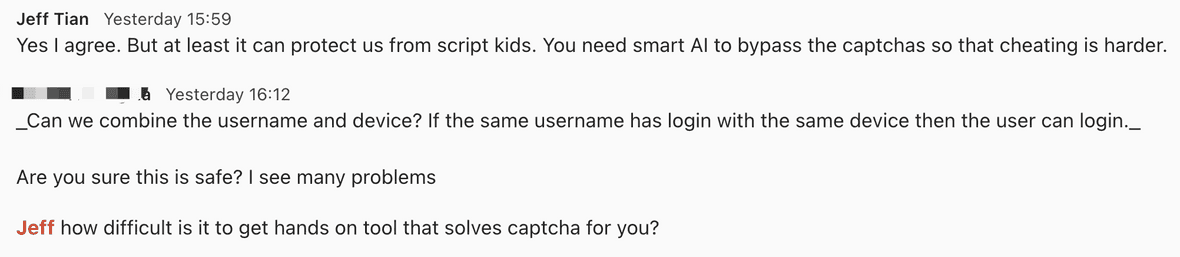 Jeff Tian Yesterday 15:59
Yes I agree. But at least it can protect us from script kids. You need smart AI to bypass the captchas so that cheating is harder.
Yesterday 16:12
_Can we combine the username and device? If the same username has login with the same device then the user can login._
Are you sure this is safe? I see many problems
Jeff how difficult is it to get hands on tool that solves captcha for you?